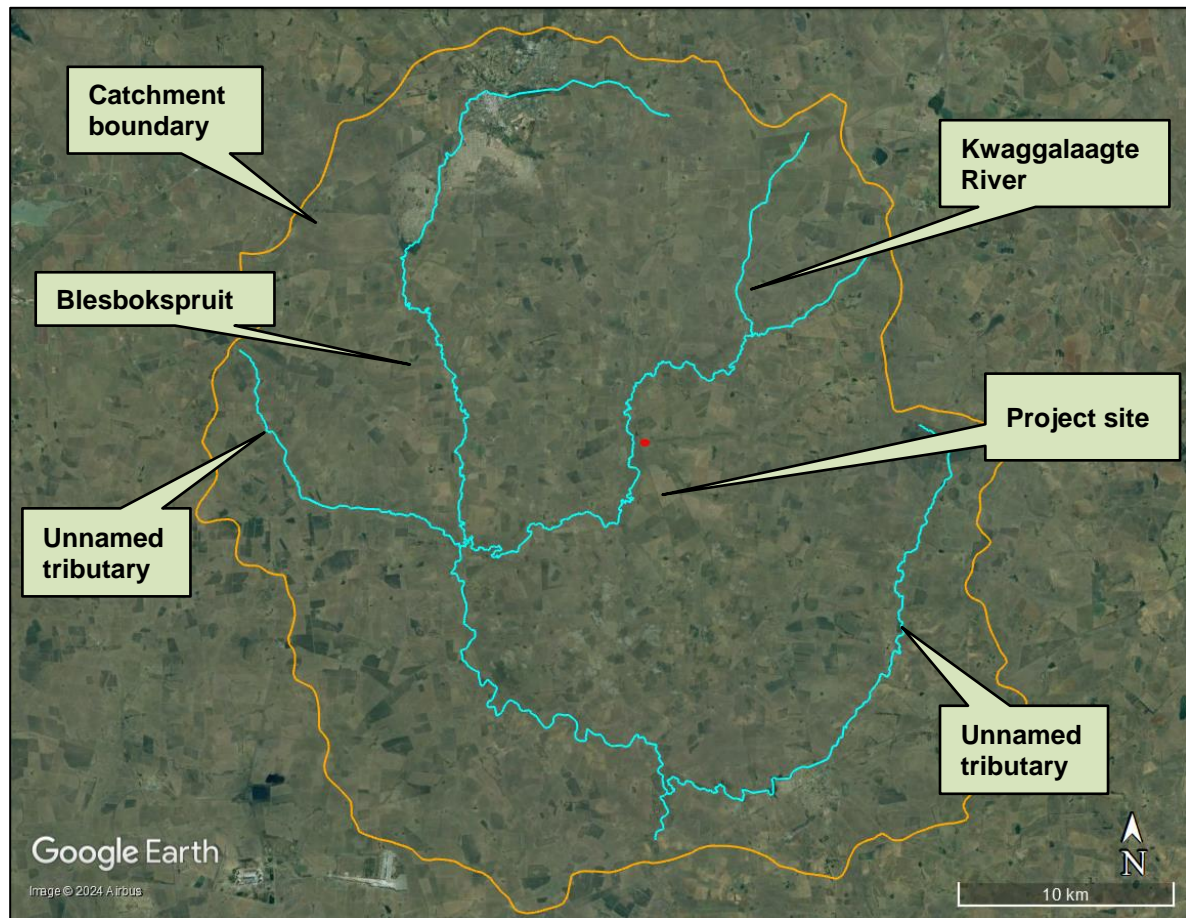 Catchment
boundary
Kwaggalaagte
River
Blesbokspruit
Project site
Unnamed
tributary
Unnamed
tributary
Google Earth
Image © 2024 Airbus
N
10 km